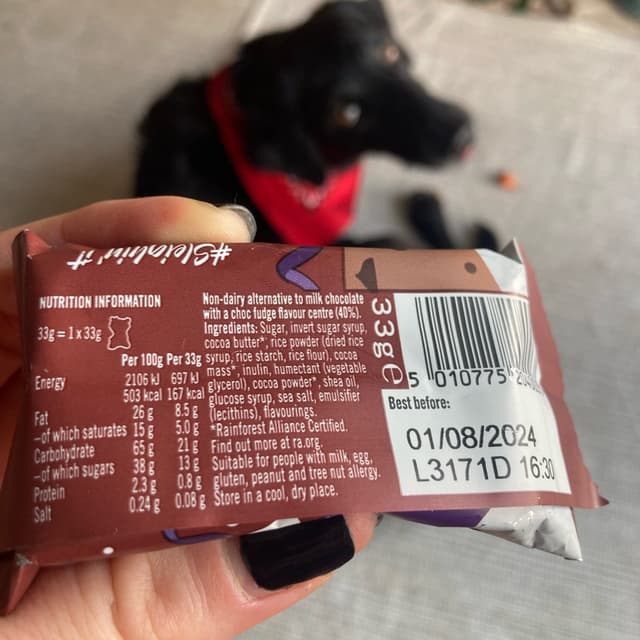 #Sleighin' it
NUTRITION INFORMATION
33g = 1 x 33g
Per 100g Per 33g
Energy 2106 kJ 697 kJ
503 kcal 167 kcal
Fat 26 g 8.5 g
–of which saturates 15 g 5.0 g
Carbohydrate 65 g 21 g
–of which sugars 38 g 13 g
Protein 2.3 g 0.8 g
Salt 0.24 g 0.08 g
Non-dairy alternative to milk chocolate
with a choc fudge flavour centre (40%).
Ingredients: Sugar, invert sugar syrup,
cocoa butter*, rice powder (dried rice
syrup, rice starch, rice flour), cocoa
mass*, inulin, humectant (vegetable
glycerol), cocoa powder*, shea oil,
glucose syrup, sea salt, emulsifier
(lecithins), flavourings.
*Rainforest Alliance Certified.
Find out more at ra.org.
Suitable for people with milk, egg,
gluten, peanut and tree nut allergy.
Store in a cool, dry place.
33g e
5 010775
Best before:
01/08/2024
L3171D 16:30